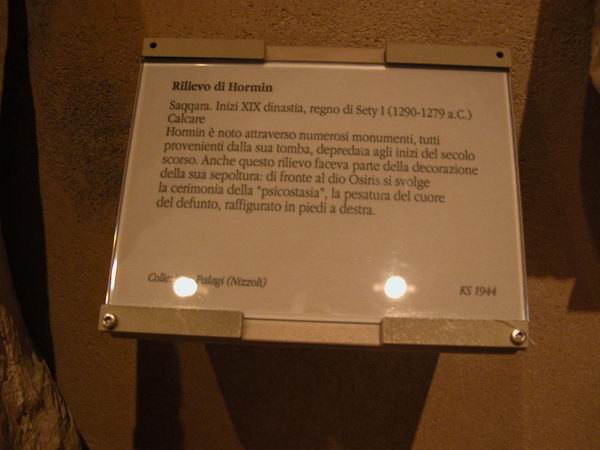 Rilievo di Hormin
Saqqara. Inizi XIX dinastia, regno di Sety I (1290-1279 a.C.)
Calcare
Hormin è noto attraverso numerosi monumenti, tutti
provenienti dalla sua tomba, depredata agli inizi del secolo
scorso. Anche questo rilievo faceva parte della decorazione
della sua sepoltura: di fronte al dio Osiris si svolge
la cerimonia della "psicostasia", la pesatura del cuore
del defunto, raffigurato in piedi a destra.
Palagi (Nizzoli)
KS 1944